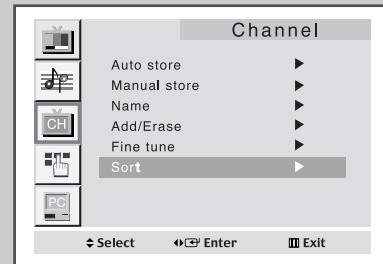 Channel
Auto store
Manual store
Name
CH
Add/Erase
Fine tune
Sort
PC
Select Enter Exit